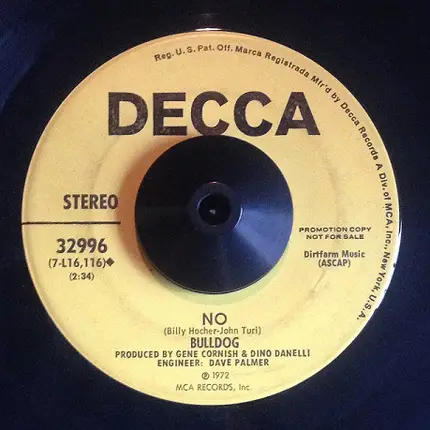 Reg. U.S. Pat. Off. Marca Registrada Mfr'd by Decca Records A Div. of MCA, Inc., New York, U.S.A.
DECCA
STEREO
32996
(7-L16,116)◆
(2:34)
PROMOTION COPY
NOT FOR SALE
Dirtfarm Music
(ASCAP)
NO
(Billy Hocher-John Turi)
BULLDOG
PRODUCED BY GENE CORNISH & DINO DANELLI
ENGINEER: DAVE PALMER
℗ 1972
MCA RECORDS, Inc.